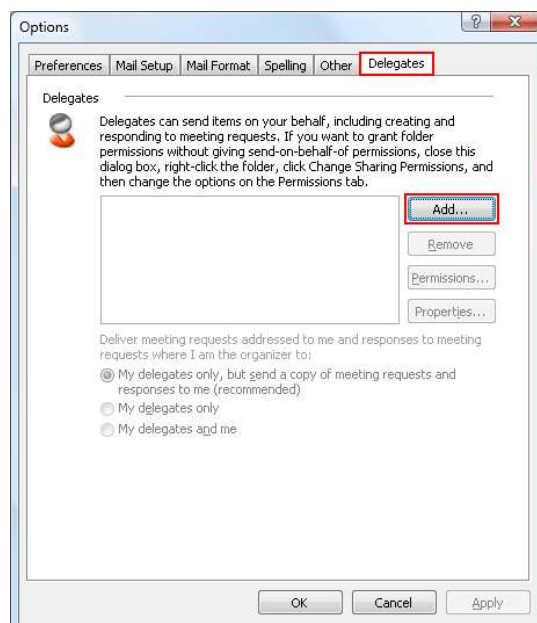 Options
?
X
Preferences Mail Setup Mail Format Spelling Other Delegates
Delegates
Delegates can send items on your behalf, including creating and
responding to meeting requests. If you want to grant folder
permissions without giving send-on-behalf-of permissions, close this
dialog box, right-click the folder, click Change Sharing Permissions, and
then change the options on the Permissions tab.
Add...
Remove
Permissions...
Properties...
Deliver meeting requests addressed to me and responses to meeting
requests where I am the organizer to:
My delegates only, but send a copy of meeting requests and
responses to me (recommended)
My delegates only
My delegates and me
OK Cancel Apply